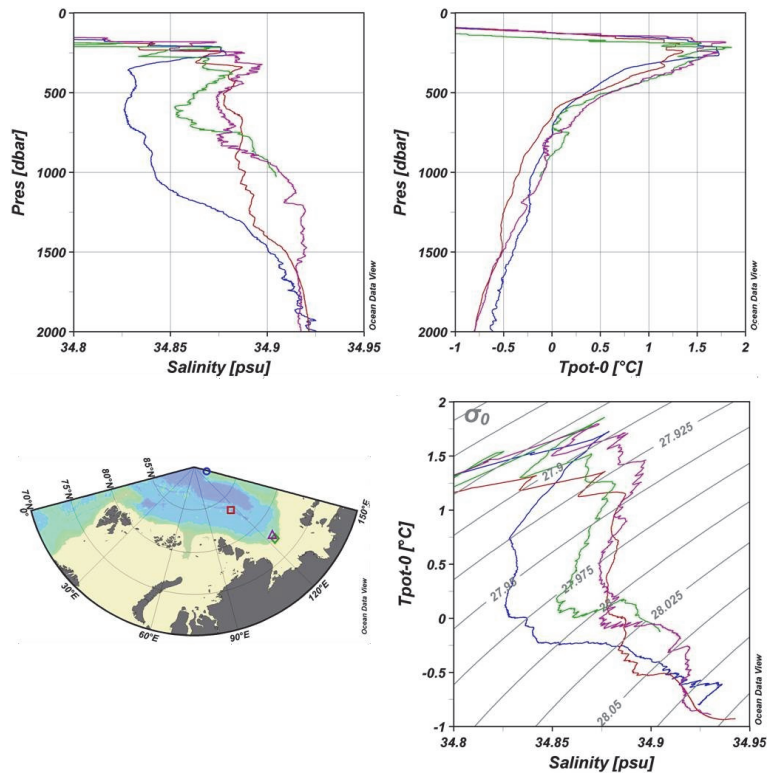 0
500
1000
1500
2000
Pres [dbar]
34.8
34.85
34.9
34.95
Salinity [psu]
Ocean Data View
0
500
1000
1500
2000
Pres [dbar]
-1
-0.5
0
0.5
1
1.5
2
Tpot-0 [°C]
Ocean Data View
70°N
75°N
80°N
85°N
0°
30°E
60°E
90°E
120°E
150°E
Ocean Data View
σ0
2
1.5
1
0.5
0
-0.5
-1
Tpot-0 [°C]
27.925
27.9
27.975
27.95
28.025
28.05
34.8
34.85
34.9
34.95
Salinity [psu]
Ocean Data View